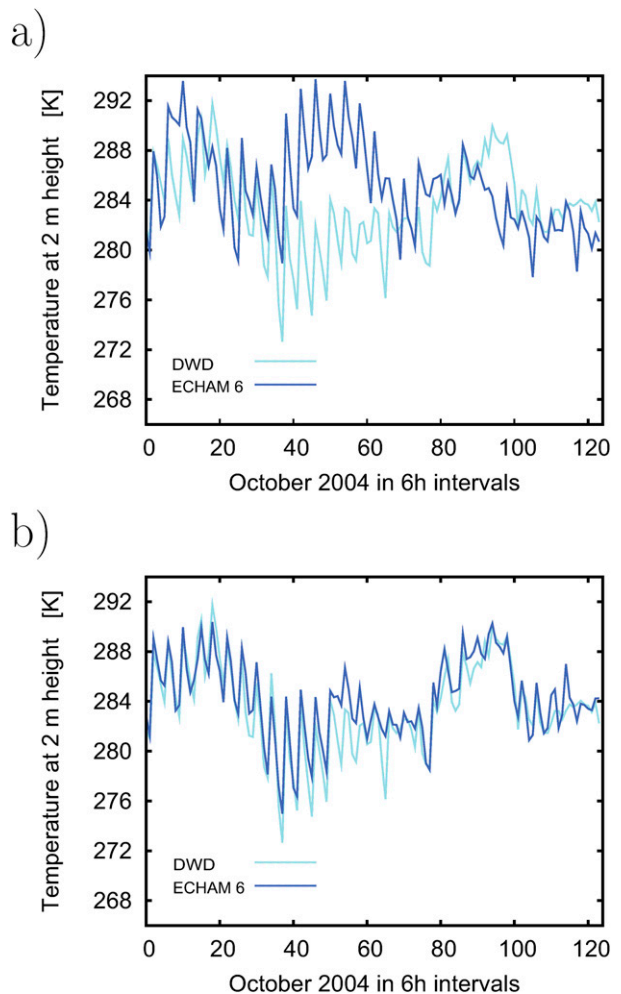 a)
Temperature at 2 m height [K]
292
288
284
280
276
272
268
DWD
ECHAM 6
0 20 40 60 80 100 120
October 2004 in 6h intervals
b)
Temperature at 2 m height [K]
292
288
284
280
276
272
268
DWD
ECHAM 6
0 20 40 60 80 100 120
October 2004 in 6h intervals